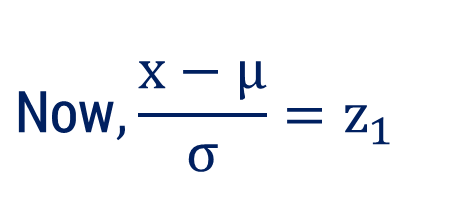 Now, (x − μ)/σ = z₁